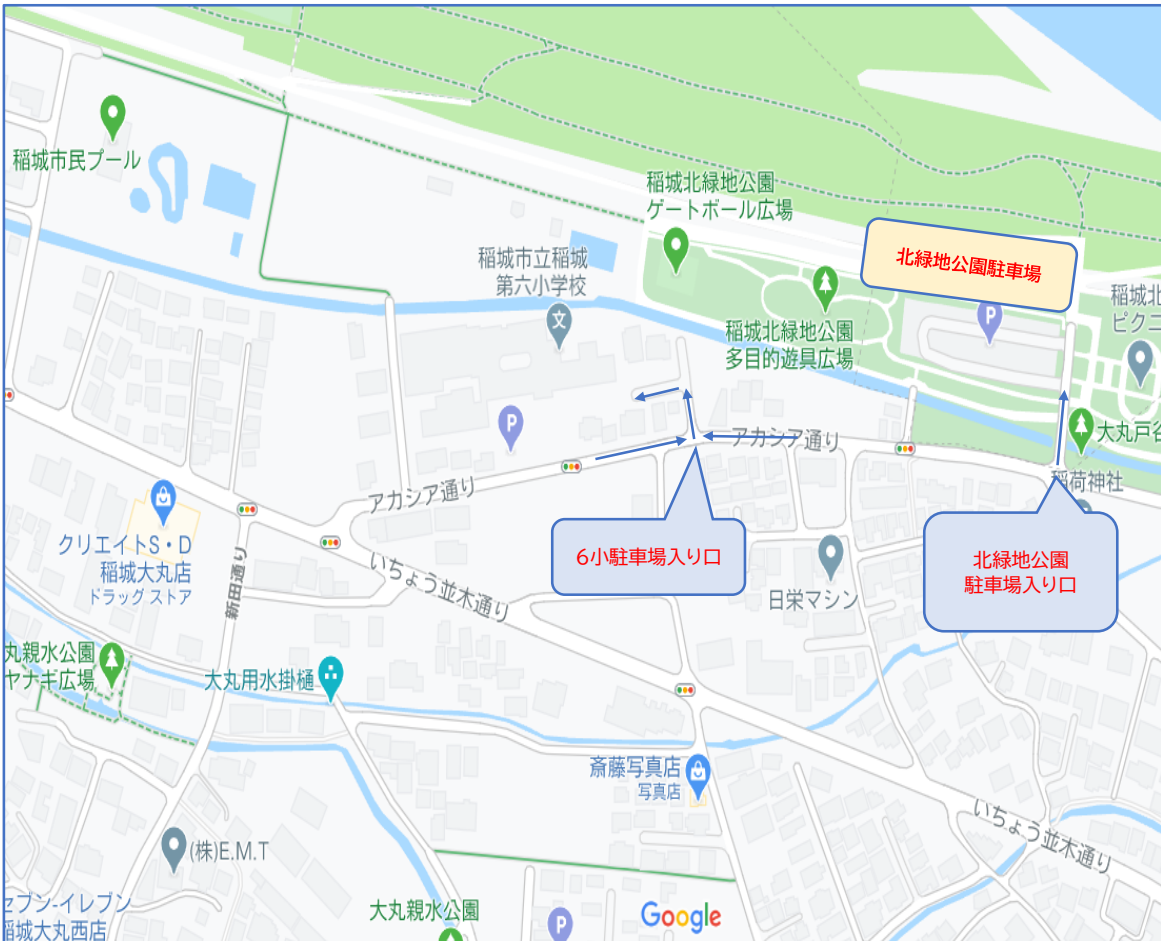 稲城市民プール
稲城北緑地公園
ゲートボール広場
北緑地公園駐車場
稲城市立稲城
第六小学校
文
稲城北
ピクニ
稲城北緑地公園
多目的遊具広場
P
P
アカシア通り
大丸戸谷
アカシア通り
稲荷神社
クリエイトS・D
稲城大丸店
ドラッグ ストア
新田通り
いちょう並木通り
6小駐車場入り口
北緑地公園
駐車場入り口
日栄マシン
丸親水公園
ヤナギ広場
大丸用水掛樋
斎藤写真店
写真店
いちょう並木通り
(株)E.M.T
セブン-イレブン
稲城大丸西店
大丸親水公園
P
Google